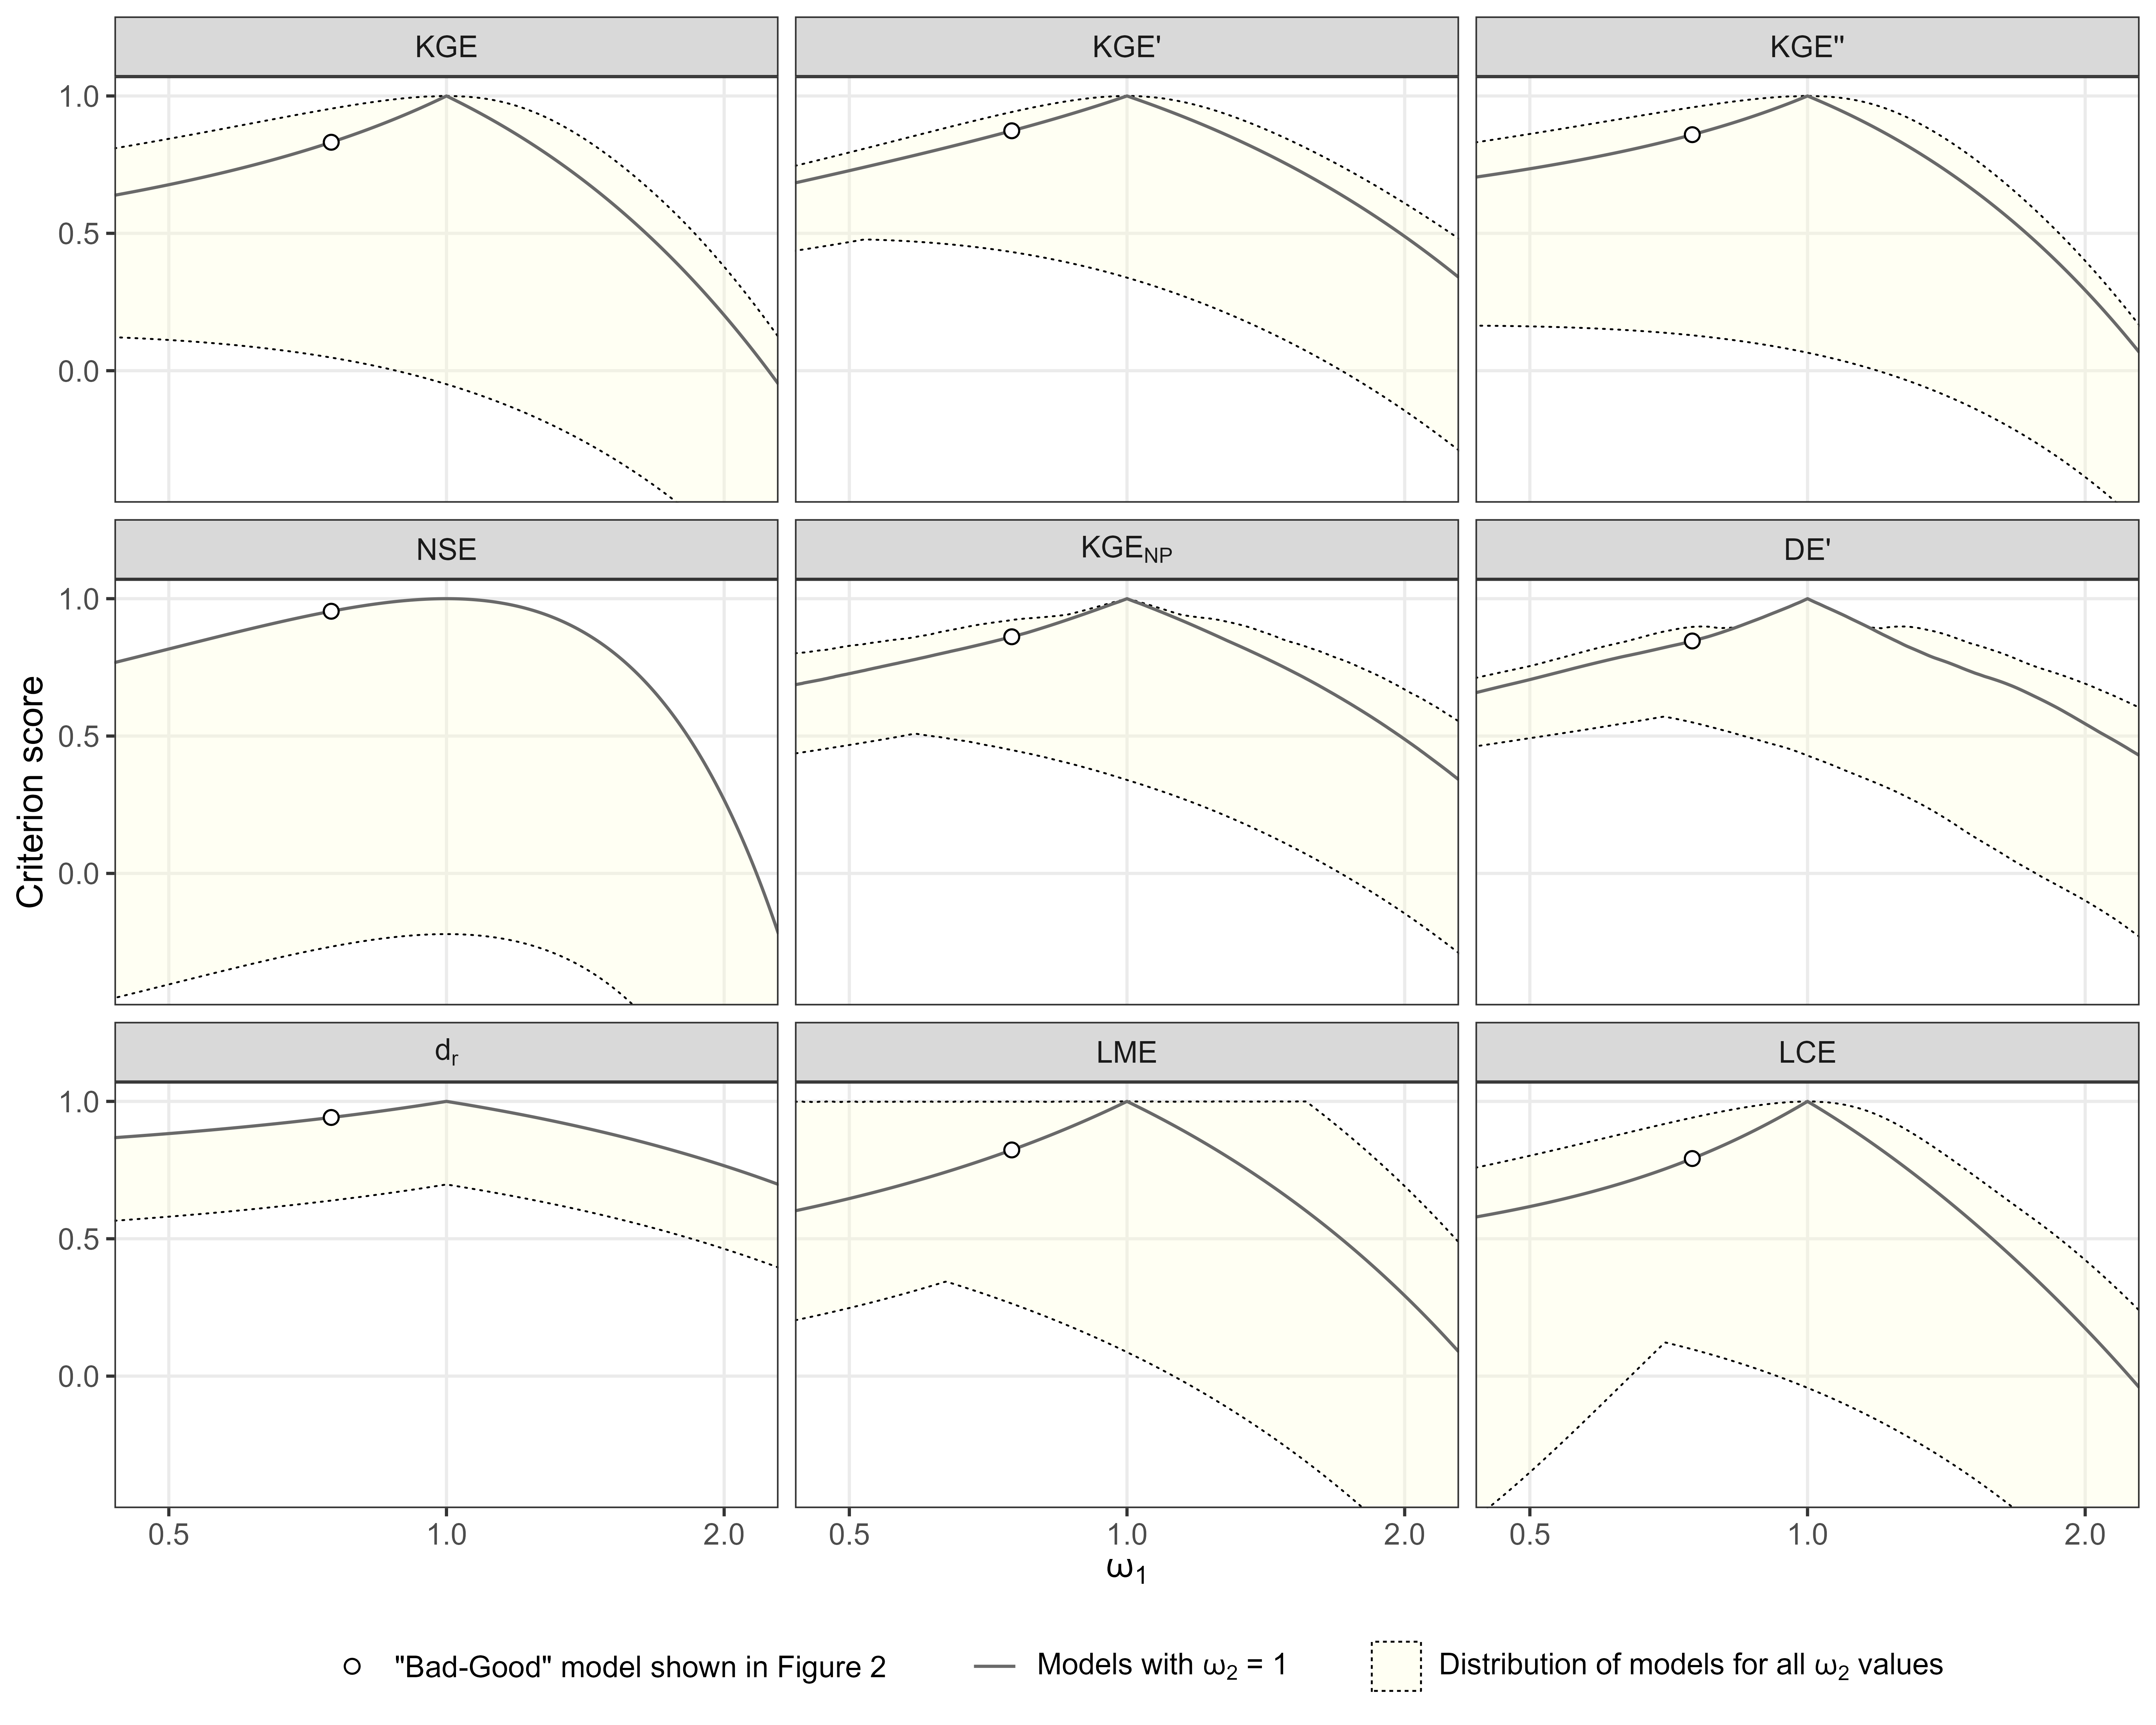 KGE
KGE'
KGE"
1.0
0.5
0.0
NSE
KGE_NP
DE'
1.0
0.5
0.0
d_r
LME
LCE
1.0
0.5
0.0
0.5 1.0 2.0
0.5 1.0 2.0
0.5 1.0 2.0
Criterion score
ω₁
"Bad-Good" model shown in Figure 2
Models with ω₂ = 1
Distribution of models for all ω₂ values